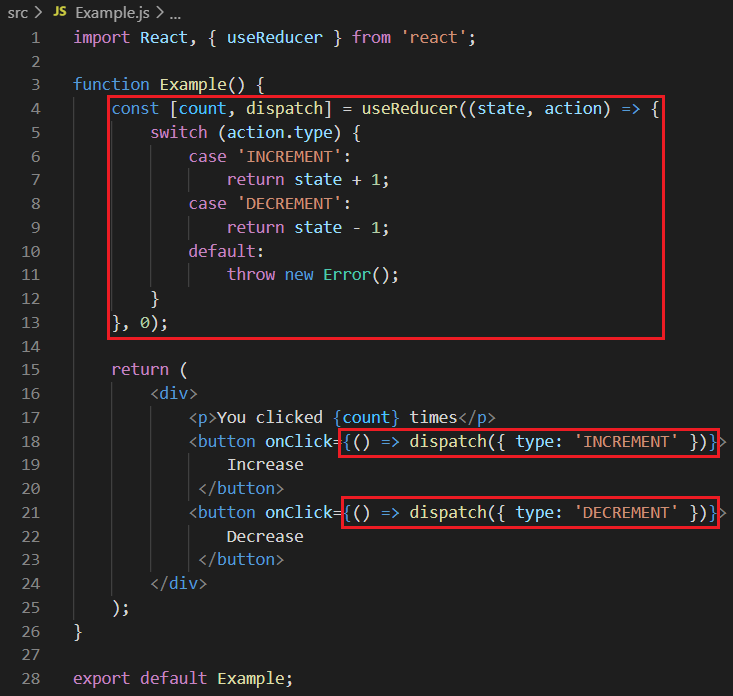 src > JS Example.js > ...
1 import React, { useReducer } from 'react';
2
3 function Example() {
4 const [count, dispatch] = useReducer((state, action) => {
5 switch (action.type) {
6 case 'INCREMENT':
7 return state + 1;
8 case 'DECREMENT':
9 return state - 1;
10 default:
11 throw new Error();
12 }
13 }, 0);
14
15 return (
16 <div>
17 <p>You clicked {count} times</p>
18 <button onClick={() => dispatch({ type: 'INCREMENT' })}>
19 Increase
20 </button>
21 <button onClick={() => dispatch({ type: 'DECREMENT' })}>
22 Decrease
23 </button>
24 </div>
25 );
26 }
27
28 export default Example;